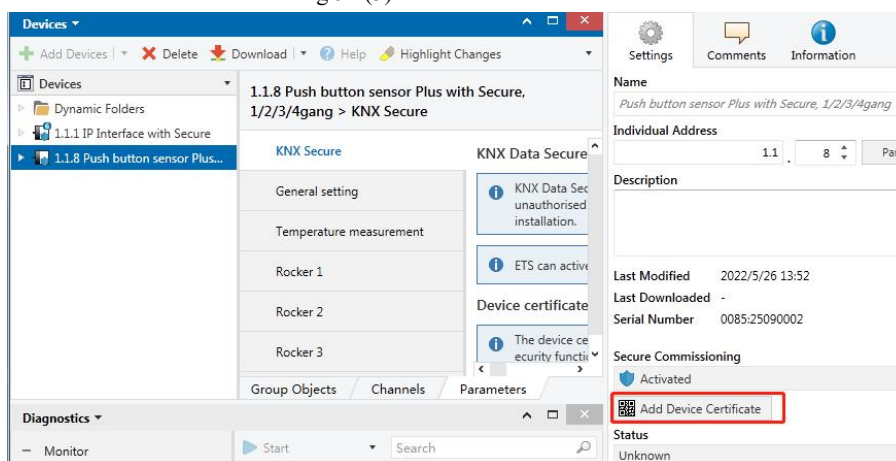 Devices
Add Devices Delete Download Help Highlight Changes
Devices
Dynamic Folders
1.1.1 IP Interface with Secure
1.1.8 Push button sensor Plus...
1.1.8 Push button sensor Plus with Secure,
1/2/3/4gang > KNX Secure
KNX Secure
General setting
Temperature measurement
Rocker 1
Rocker 2
Rocker 3
KNX Data Secure
KNX Data Sec
unauthorised
installation.
ETS can active
Device certificate
The device ce
ecurity functic
Group Objects Channels Parameters
Diagnostics
Monitor
Start Search
Settings Comments Information
Name
Push button sensor Plus with Secure, 1/2/3/4gang
Individual Address
1.1 . 8 Par
Description
Last Modified 2022/5/26 13:52
Last Downloaded -
Serial Number 0085:25090002
Secure Commissioning
Activated
Add Device Certificate
Status
Unknown